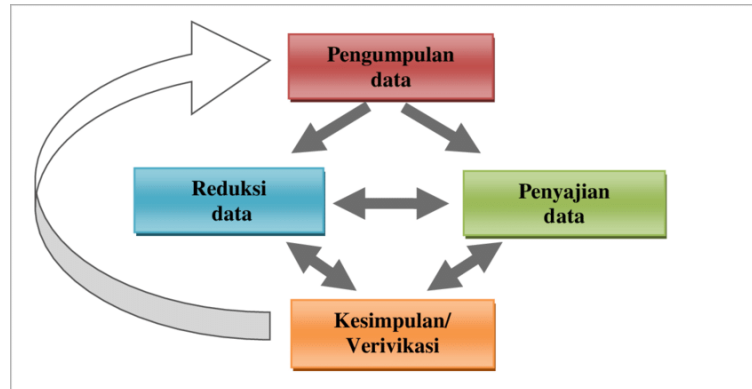 Pengumpulan
data
Reduksi
data
Penyajian
data
Kesimpulan/
Verivikasi